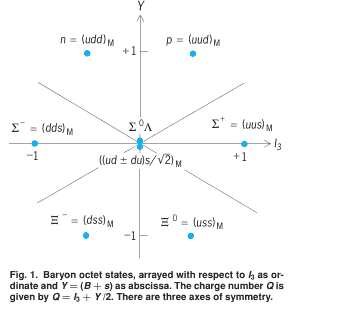 Y
n = (udd)M p = (uud)M
+1
Σ⁻ = (dds)M Σ⁰Λ Σ⁺ = (uus)M
I₃
−1 ((ud ± du)s/√2)M +1
Ξ⁻ = (dss)M Ξ⁰ = (uss)M
−1
Fig. 1. Baryon octet states, arrayed with respect to I₃ as or-
dinate and Y = (B + s) as abscissa. The charge number Q is
given by Q = I₃ + Y/2. There are three axes of symmetry.